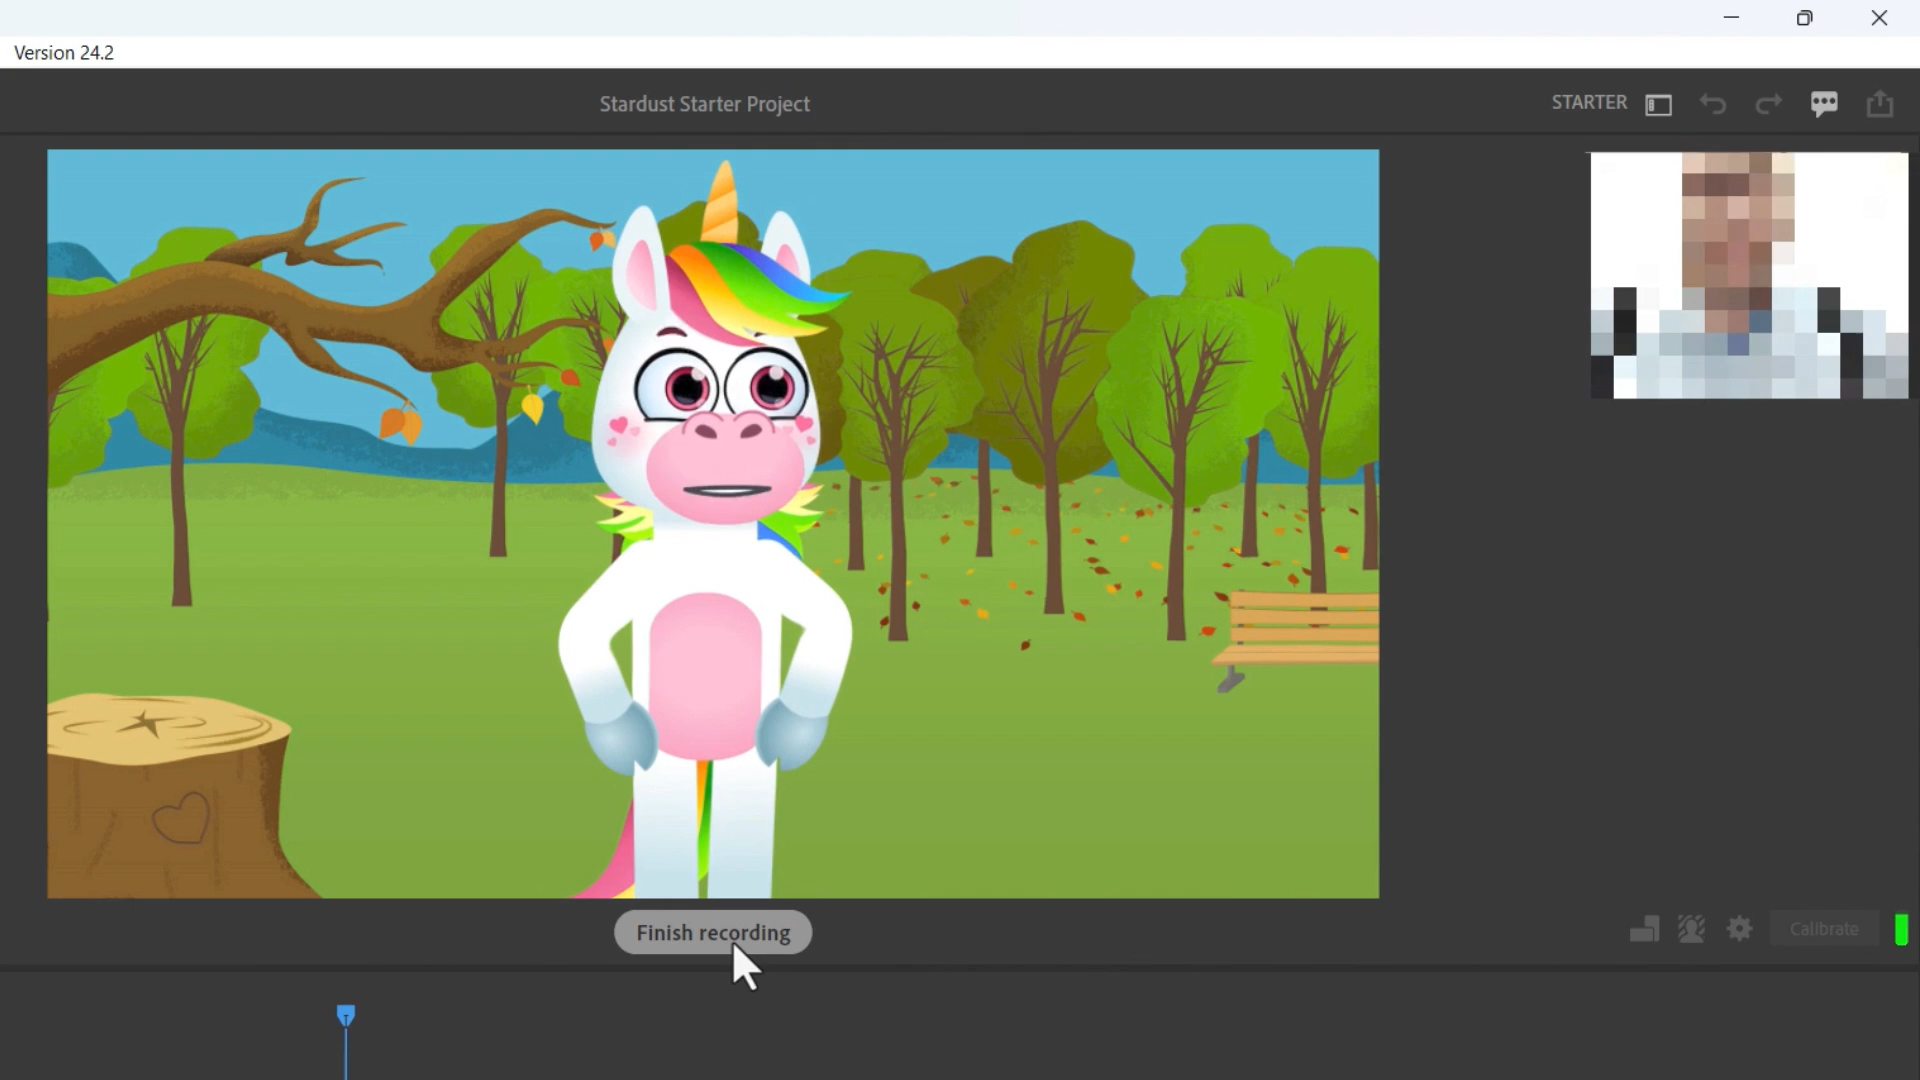 Version 24.2
Stardust Starter Project
STARTER
Finish recording
Calibrate